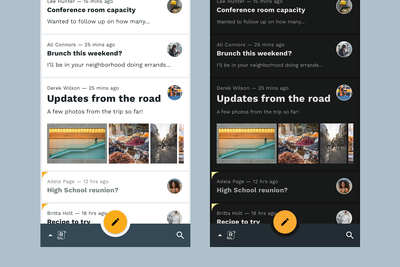 Lee Hunter — 15 mins ago
Conference room capacity
Wanted to follow up on how many...
Ali Connors — 25 mins ago
Brunch this weekend?
I'll be in your neighborhood doing errands...
Derek Wilson — 25 mins ago
Updates from the road
A few photos from the trip so far!
Adele Page — 12 hrs ago
High School reunion?
Britta Holt — 18 hrs ago
Recipe to try
R
Lee Hunter — 15 mins ago
Conference room capacity
Wanted to follow up on how many...
Ali Connors — 25 mins ago
Brunch this weekend?
I'll be in your neighborhood doing errands...
Derek Wilson — 25 mins ago
Updates from the road
A few photos from the trip so far!
Adele Page — 12 hrs ago
High School reunion?
Britta Holt — 18 hrs ago
Recipe to try
R